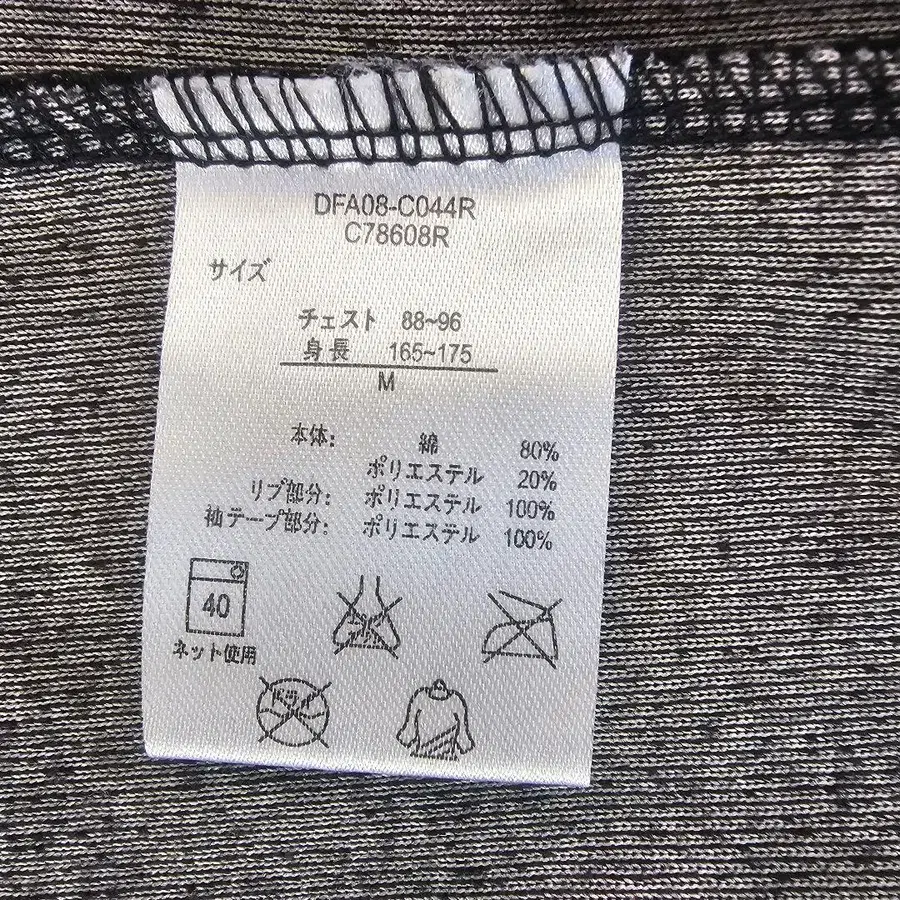 DFA08-C044R
C78608R
サイズ
チェスト 88~96
身長 165~175
M
本体: 綿 80%
ポリエステル 20%
リブ部分: ポリエステル 100%
袖テープ部分: ポリエステル 100%
40
ネット使用